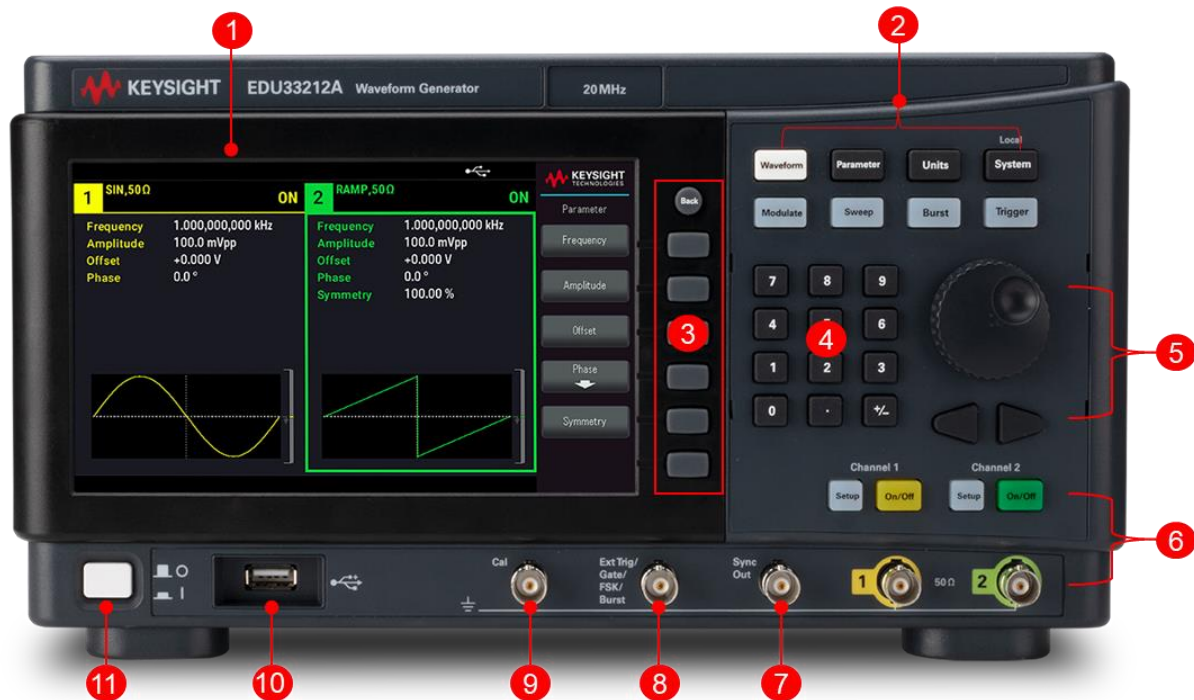 1
2
KEYSIGHT EDU33212A Waveform Generator 20 MHz
Local
Waveform Parameter Units System
Modulate Sweep Burst Trigger
1 SIN,50Ω ON
Frequency 1.000,000,000 kHz
Amplitude 100.0 mVpp
Offset +0.000 V
Phase 0.0 °
2 RAMP,50Ω ON
Frequency 1.000,000,000 kHz
Amplitude 100.0 mVpp
Offset +0.000 V
Phase 0.0 °
Symmetry 100.00 %
KEYSIGHT
TECHNOLOGIES
Parameter
Frequency
Amplitude
Offset
Phase
Symmetry
Back
3
7 8 9
4 6
4
1 2 3
0 . +/-
5
Channel 1 Channel 2
Setup On/Off Setup On/Off
6
Cal
Ext Trig/
Gate/
FSK/
Burst
Sync
Out
1 50 Ω 2
11
10
9
8
7